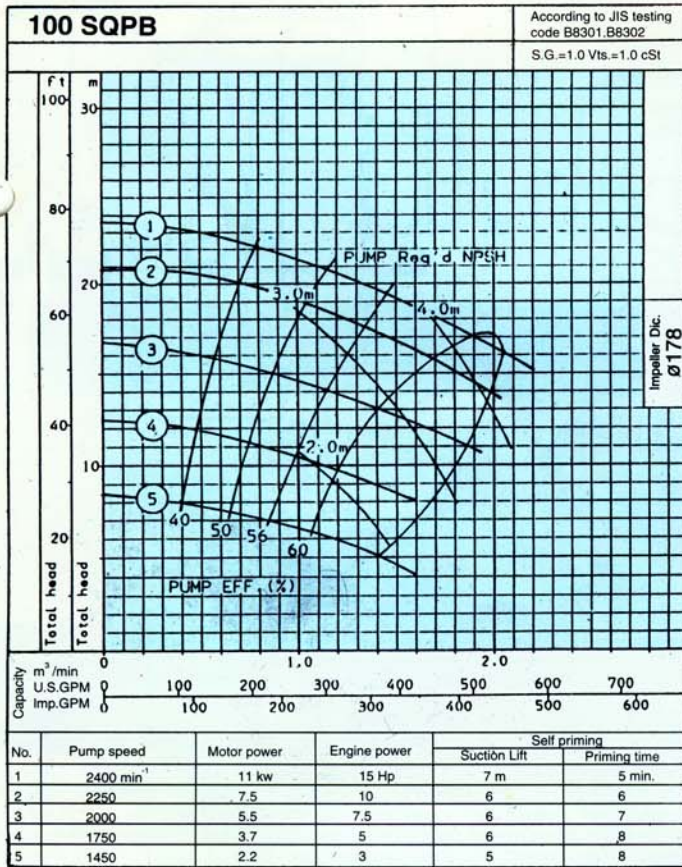 100 SQPB
According to JIS testing
code B8301.B8302
S.G.=1.0 Vts.=1.0 cSt
ft m
100
30
80
20
60
40
10
20
1
2
3
4
5
PUMP Req'd NPSH
3.0m
4.0m
2.0m
40
50
56
60
PUMP EFF.(%)
Total head
Total head
Impeller Dic.
Ø178
Capacity
m³/min 0 1.0 2.0
U.S.GPM 0 100 200 300 400 500 600 700
Imp.GPM 0 100 200 300 400 500 600
No. Pump speed Motor power Engine power Self priming
Suction Lift Priming time
1 2400 min⁻¹ 11 kw 15 Hp 7 m 5 min.
2 2250 7.5 10 6 6
3 2000 5.5 7.5 6 7
4 1750 3.7 5 6 8
5 1450 2.2 3 5 8